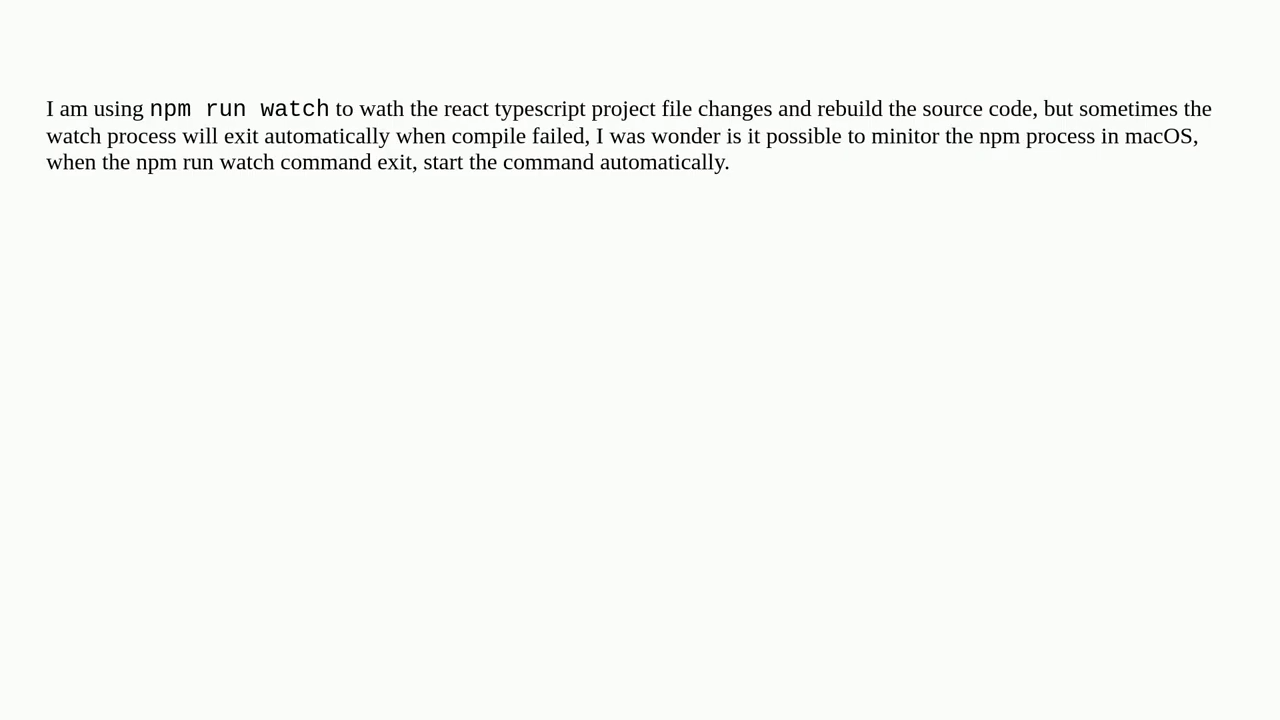 I am using npm run watch to wath the react typescript project file changes and rebuild the source code, but sometimes the
watch process will exit automatically when compile failed, I was wonder is it possible to minitor the npm process in macOS,
when the npm run watch command exit, start the command automatically.